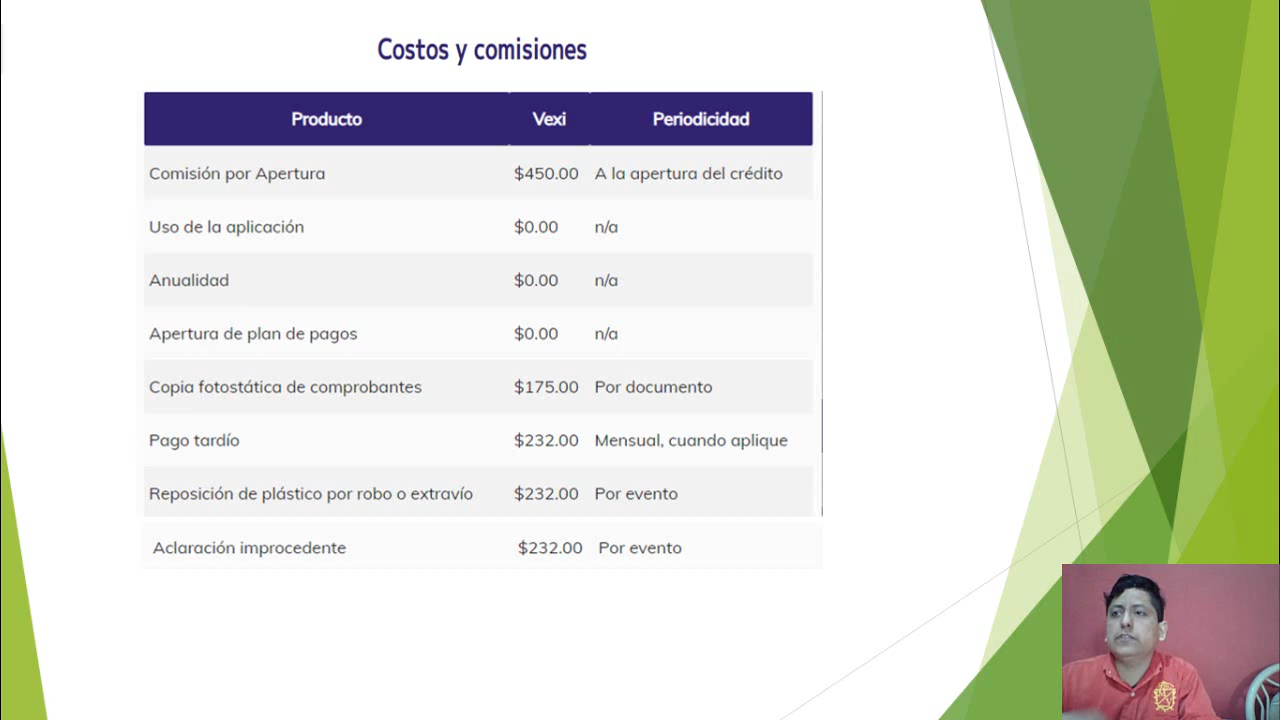 Costos y comisiones
Producto Vexi Periodicidad
Comisión por Apertura $450.00 A la apertura del crédito
Uso de la aplicación $0.00 n/a
Anualidad $0.00 n/a
Apertura de plan de pagos $0.00 n/a
Copia fotostática de comprobantes $175.00 Por documento
Pago tardío $232.00 Mensual, cuando aplique
Reposición de plástico por robo o extravío $232.00 Por evento
Aclaración improcedente $232.00 Por evento